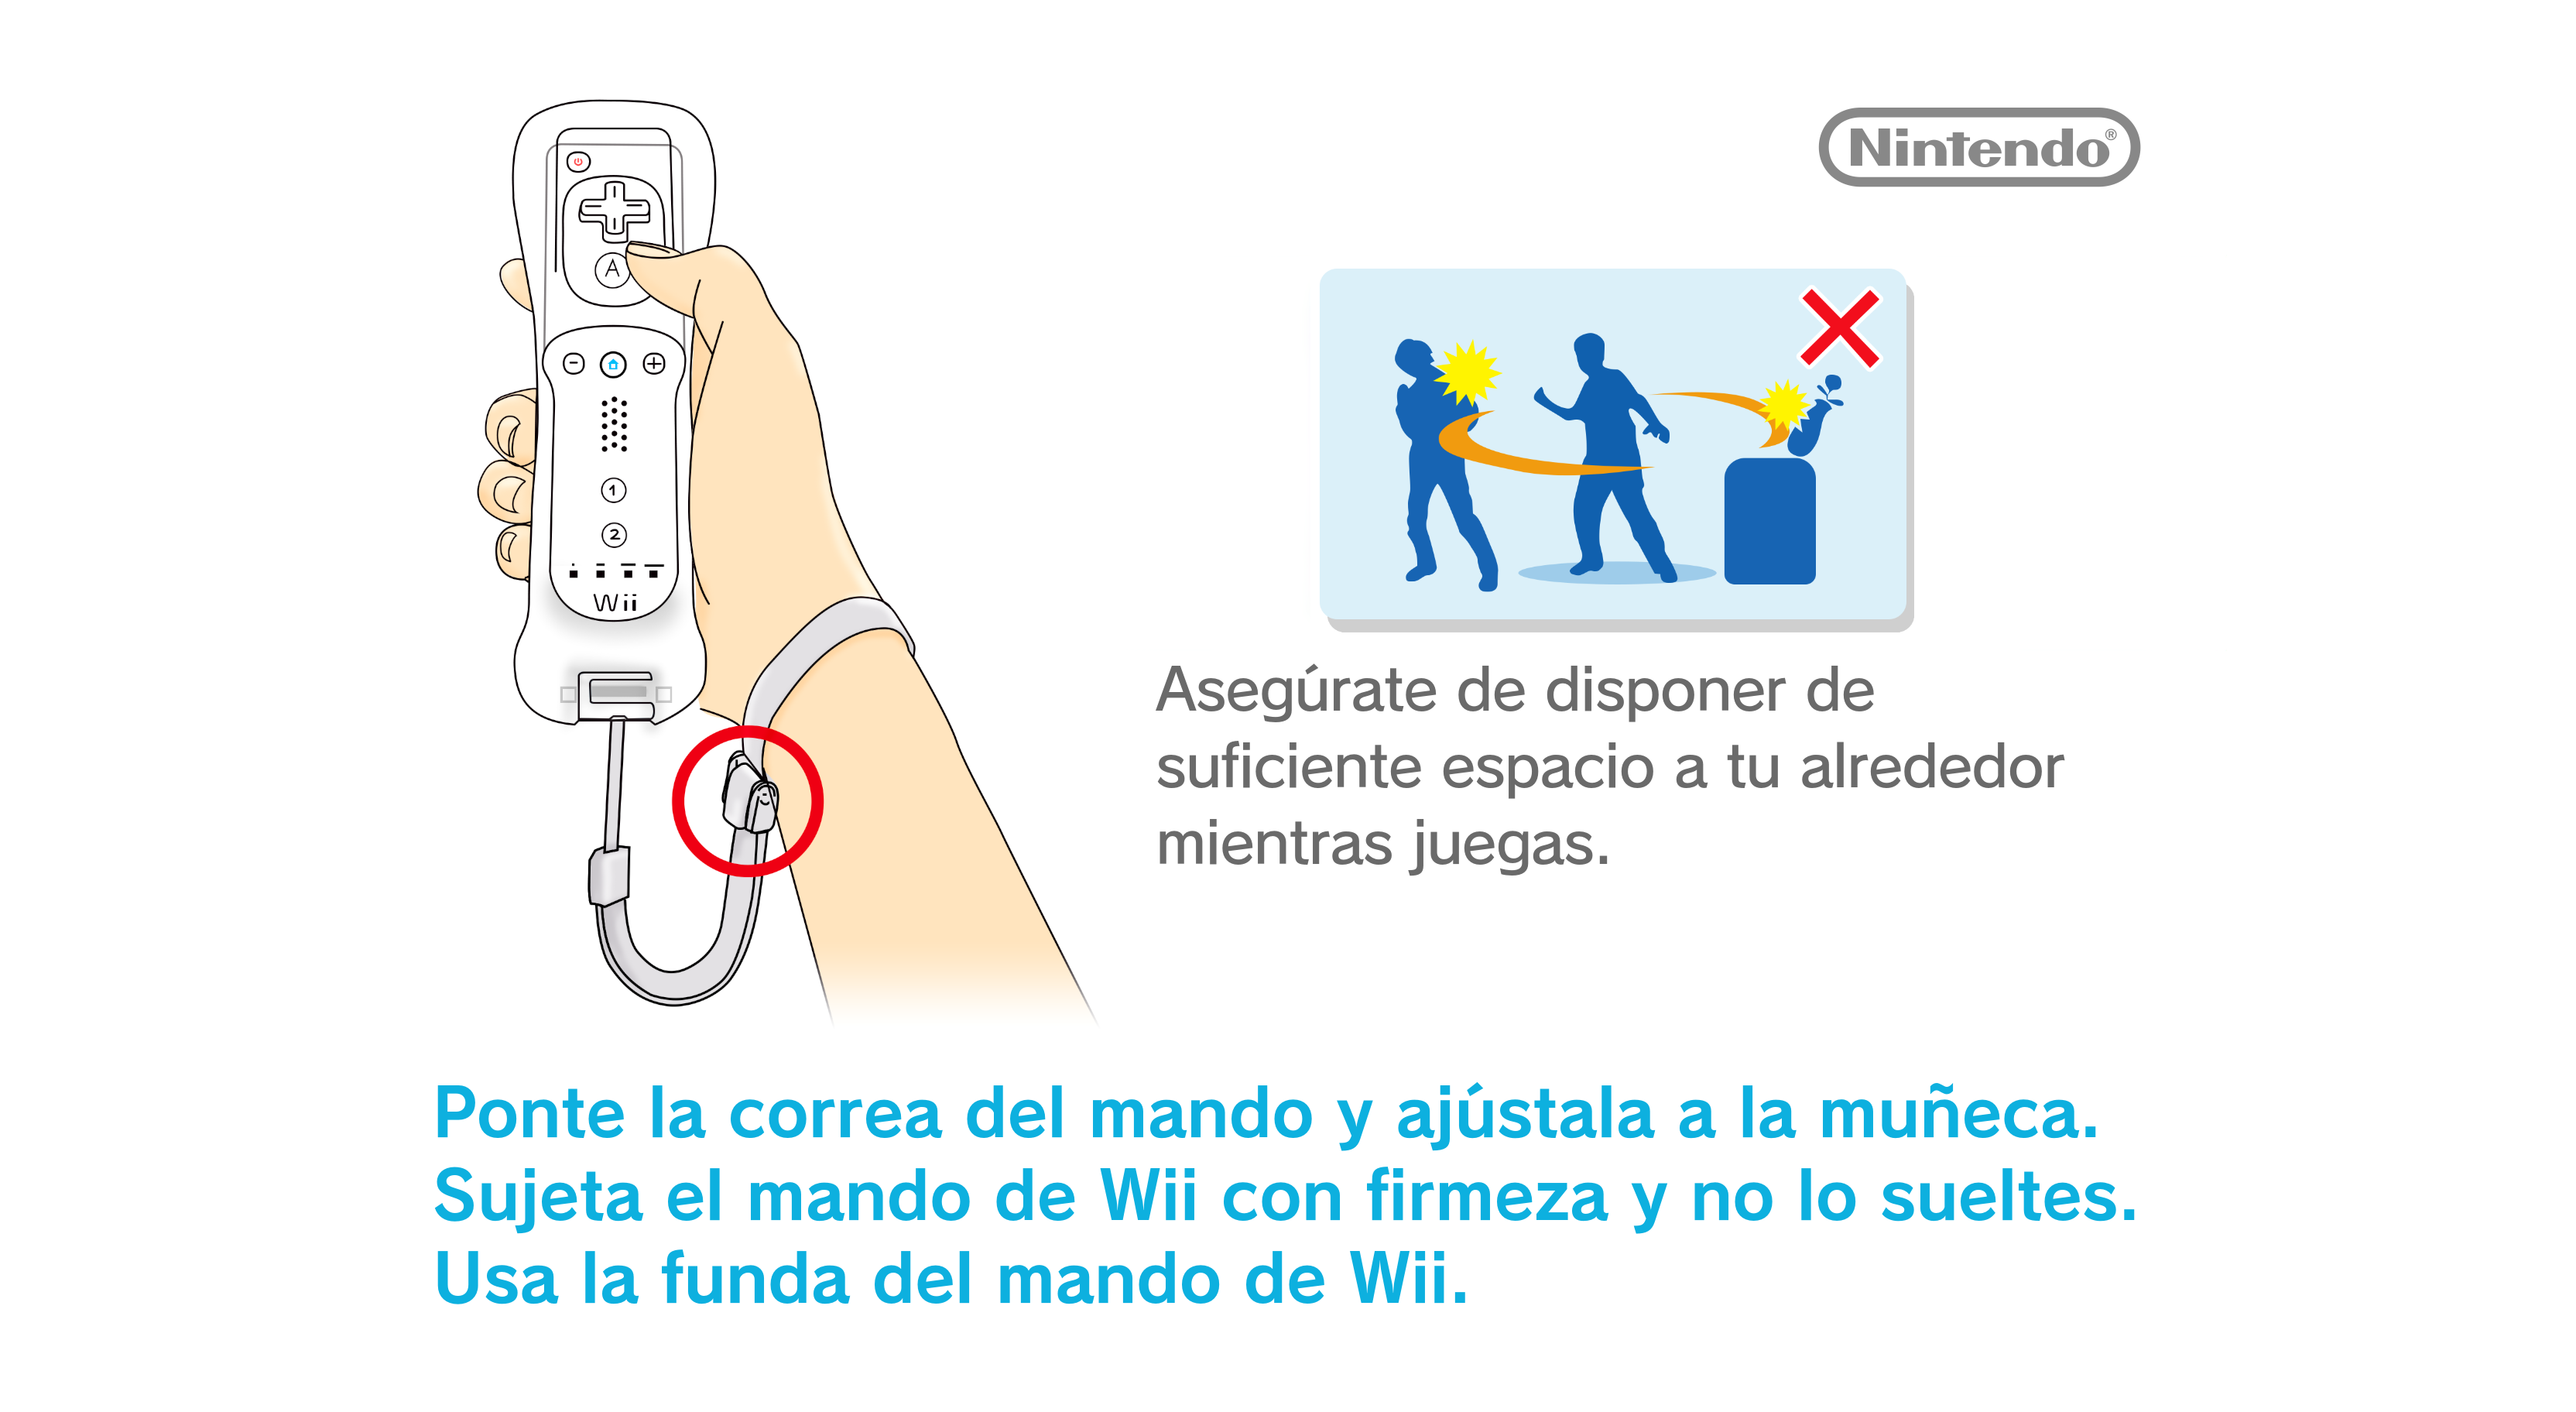 Nintendo®
A
1
2
Wii
Asegúrate de disponer de
suficiente espacio a tu alrededor
mientras juegas.
Ponte la correa del mando y ajústala a la muñeca.
Sujeta el mando de Wii con firmeza y no lo sueltes.
Usa la funda del mando de Wii.